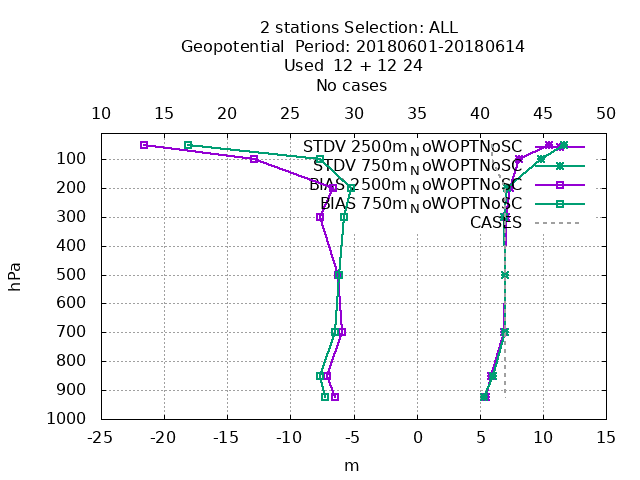 2 stations Selection: ALL
Geopotential  Period: 20180601-20180614
Used  12 + 12 24
No cases
10 15 20 25 30 35 40 45 50
STDV 2500m_NoWOPTNoSC
STDV 750m_NoWOPTNoSC
BIAS 2500m_NoWOPTNoSC
BIAS 750m_NoWOPTNoSC
CASES
100
200
300
400
500
600
700
800
900
1000
hPa
-25 -20 -15 -10 -5 0 5 10 15
m